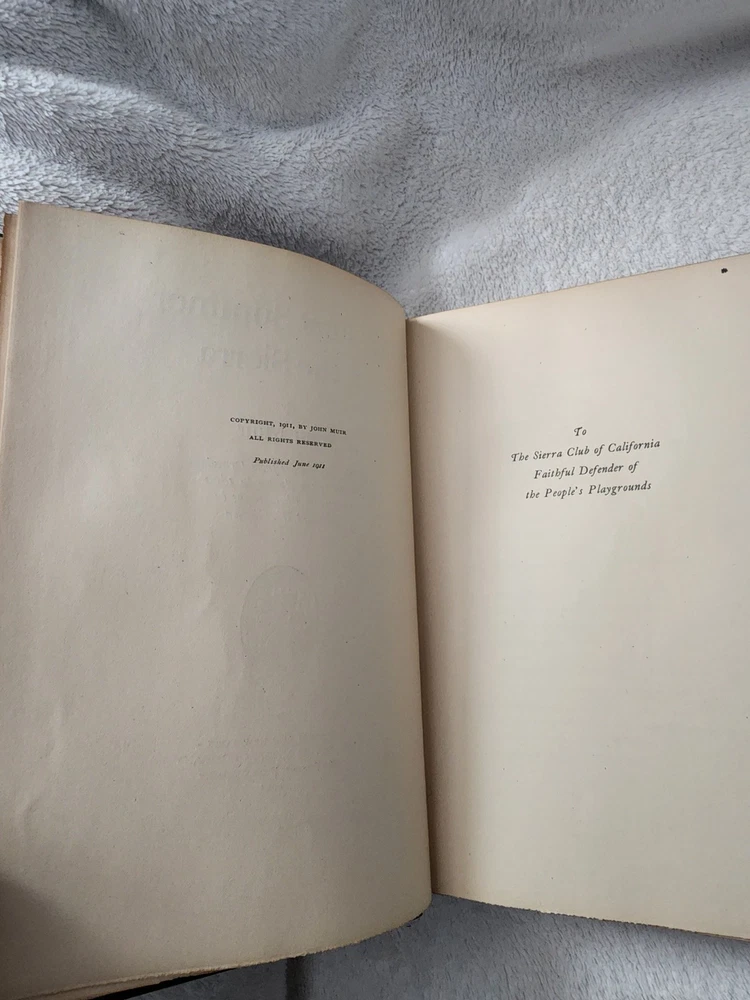 COPYRIGHT, 1911, BY JOHN MUIR
ALL RIGHTS RESERVED
Published June 1911
To
The Sierra Club of California
Faithful Defender of
the People's Playgrounds